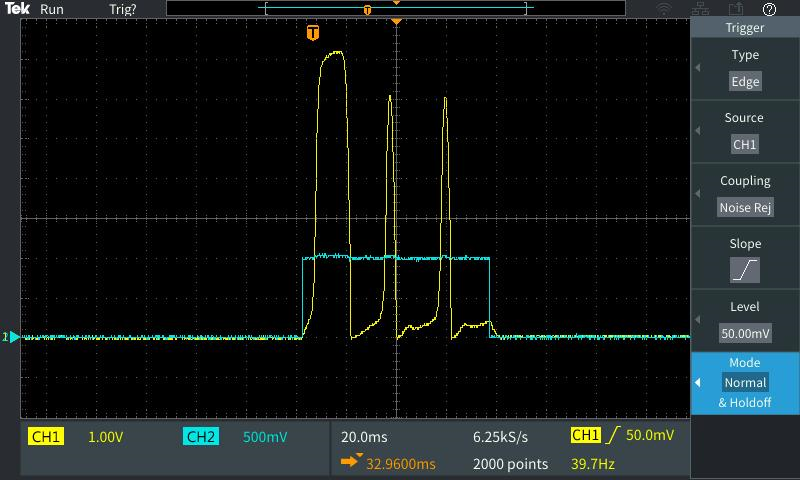 Tek Run Trig?
T
T
Trigger
Type
Edge
Source
CH1
Coupling
Noise Rej
Slope
Level
50.00mV
Mode
Normal
& Holdoff
1
CH1 1.00V CH2 500mV 20.0ms 6.25kS/s CH1 50.0mV
32.9600ms 2000 points 39.7Hz